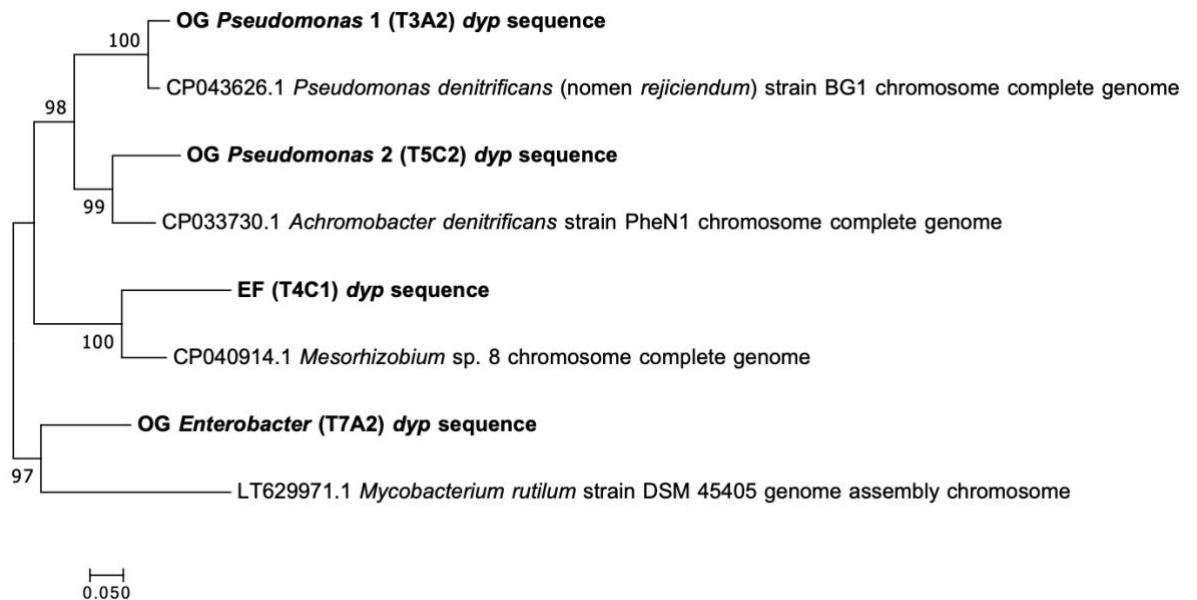 OG Pseudomonas 1 (T3A2) dyp sequence
100
CP043626.1 Pseudomonas denitrificans (nomen rejiciendum) strain BG1 chromosome complete genome
98
OG Pseudomonas 2 (T5C2) dyp sequence
99
CP033730.1 Achromobacter denitrificans strain PheN1 chromosome complete genome
EF (T4C1) dyp sequence
100
CP040914.1 Mesorhizobium sp. 8 chromosome complete genome
OG Enterobacter (T7A2) dyp sequence
97
LT629971.1 Mycobacterium rutilum strain DSM 45405 genome assembly chromosome
0.050